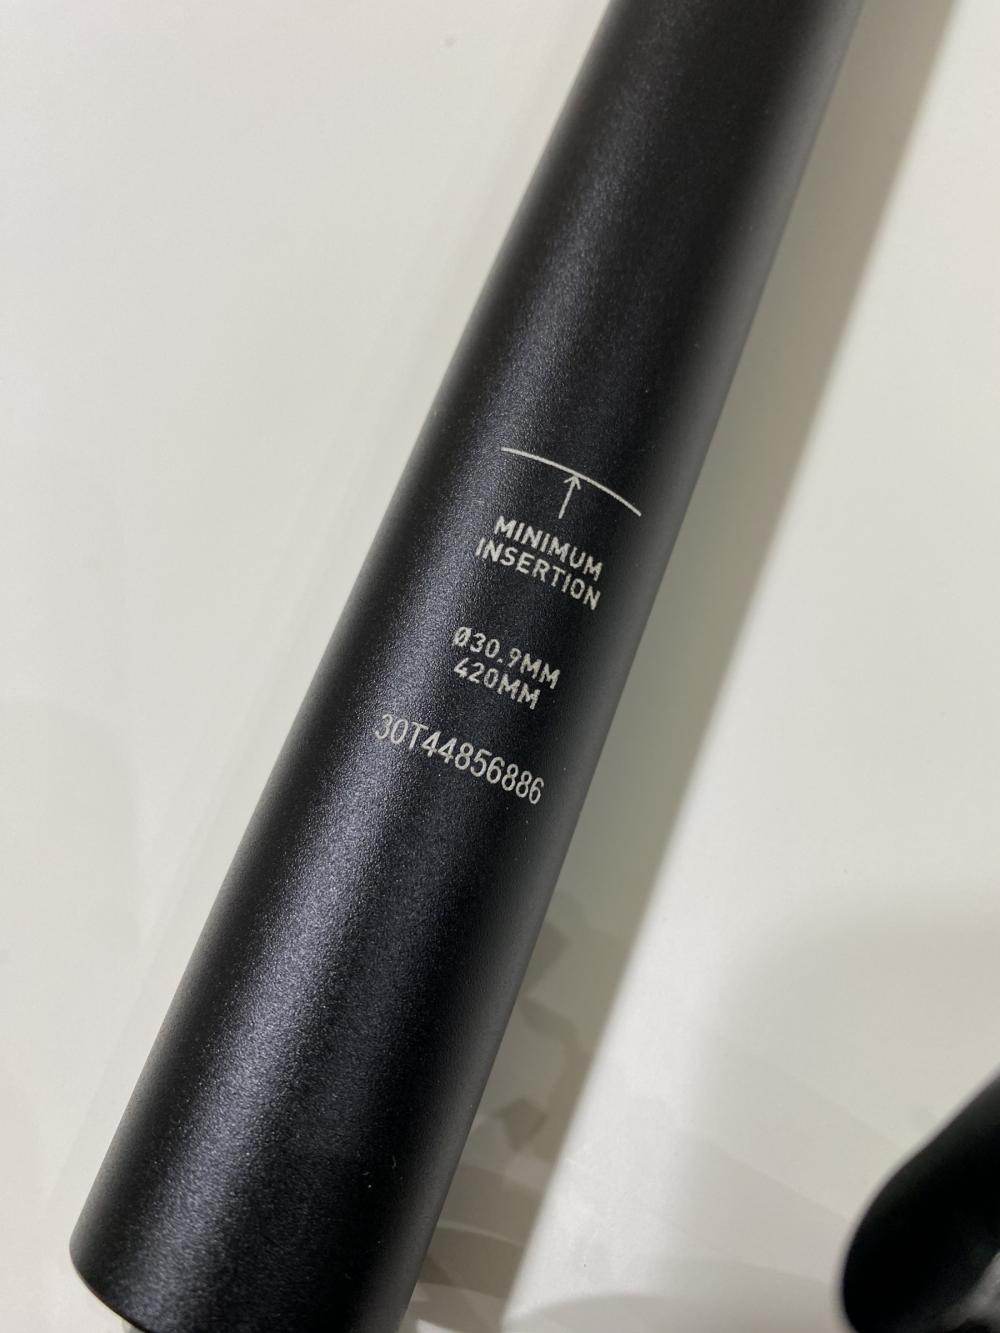 MINIMUM
INSERTION
Ø30.9MM
420MM
30T44856886